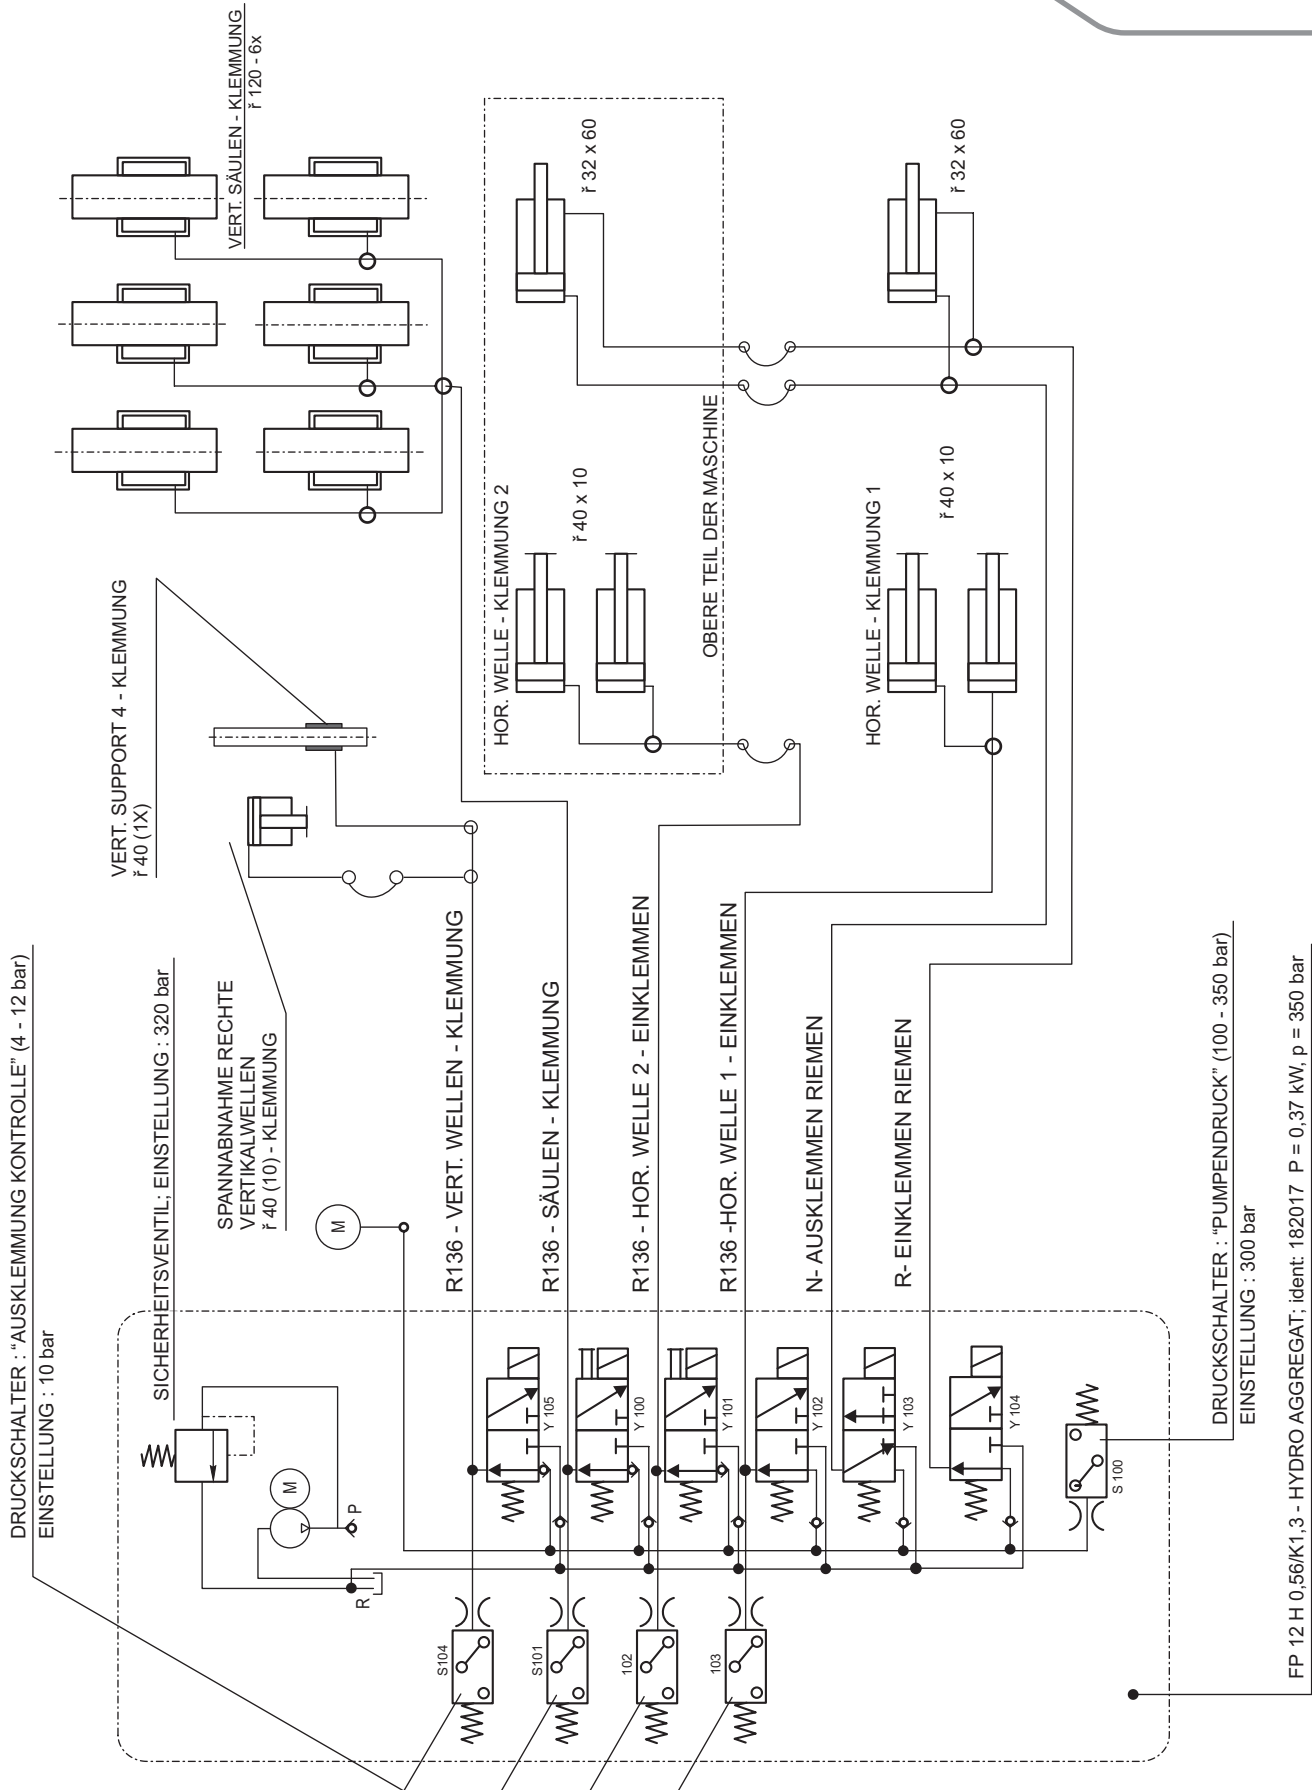 DRUCKSCHALTER : "AUSKLEMMUNG KONTROLLE" (4 - 12 bar)
EINSTELLUNG : 10 bar
SICHERHEITSVENTIL; EINSTELLUNG : 320 bar
VERT. SUPPORT 4 - KLEMMUNG
ř 40 (1X)
SPANNABNAHME RECHTE
VERTIKALWELLEN
ř 40 (10) - KLEMMUNG
VERT. SÄULEN - KLEMMUNG
ř 120 - 6x
M
M
P
R
HOR. WELLE - KLEMMUNG 2
ř 40 x 10
ř 32 x 60
OBERE TEIL DER MASCHINE
HOR. WELLE - KLEMMUNG 1
ř 40 x 10
ř 32 x 60
R136 - VERT. WELLEN - KLEMMUNG
R136 - SÄULEN - KLEMMUNG
R136 - HOR. WELLE 2 - EINKLEMMEN
R136 -HOR. WELLE 1 - EINKLEMMEN
N- AUSKLEMMEN RIEMEN
R- EINKLEMMEN RIEMEN
Y 105
Y 100
Y 101
Y 102
Y 103
Y 104
S104
S101
102
103
S 100
DRUCKSCHALTER : "PUMPENDRUCK" (100 - 350 bar)
EINSTELLUNG : 300 bar
FP 12 H 0,56/K1,3 - HYDRO AGGREGAT; ident: 182017 P = 0,37 kW, p = 350 bar